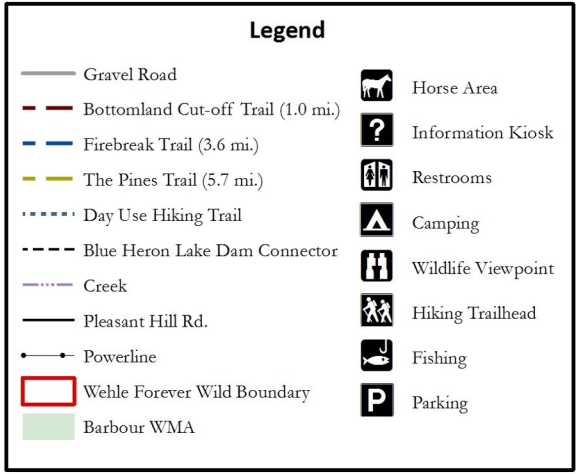 Legend
Gravel Road
Bottomland Cut-off Trail (1.0 mi.)
Firebreak Trail (3.6 mi.)
The Pines Trail (5.7 mi.)
Day Use Hiking Trail
Blue Heron Lake Dam Connector
Creek
Pleasant Hill Rd.
Powerline
Wehle Forever Wild Boundary
Barbour WMA
Horse Area
? Information Kiosk
Restrooms
Camping
Wildlife Viewpoint
Hiking Trailhead
Fishing
P Parking